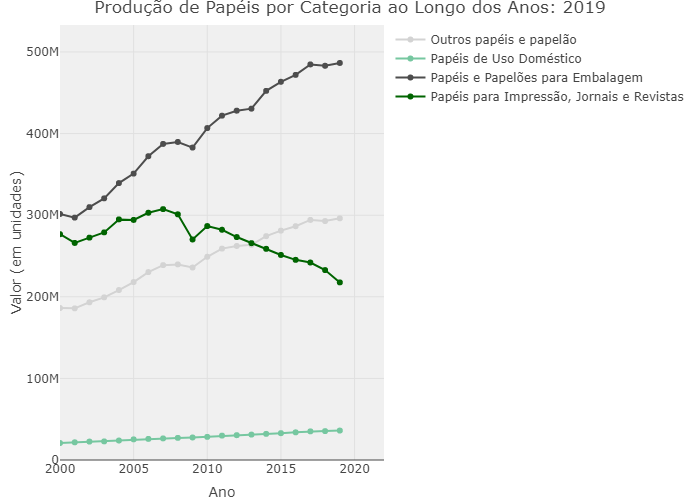 Produção de Papéis por Categoria ao Longo dos Anos: 2019
Outros papéis e papelão
Papéis de Uso Doméstico
Papéis e Papelões para Embalagem
Papéis para Impressão, Jornais e Revistas
Valor (em unidades)
500M
400M
300M
200M
100M
0
2000 2005 2010 2015 2020
Ano